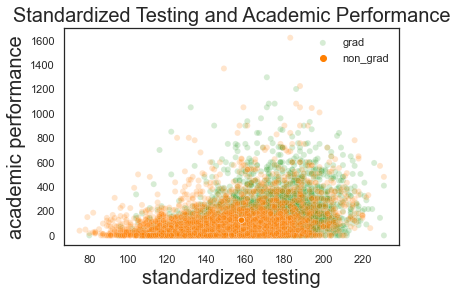 Standardized Testing and Academic Performance
1600
1400
1200
1000
800
600
400
200
0
academic performance
grad
non_grad
80 100 120 140 160 180 200 220
standardized testing